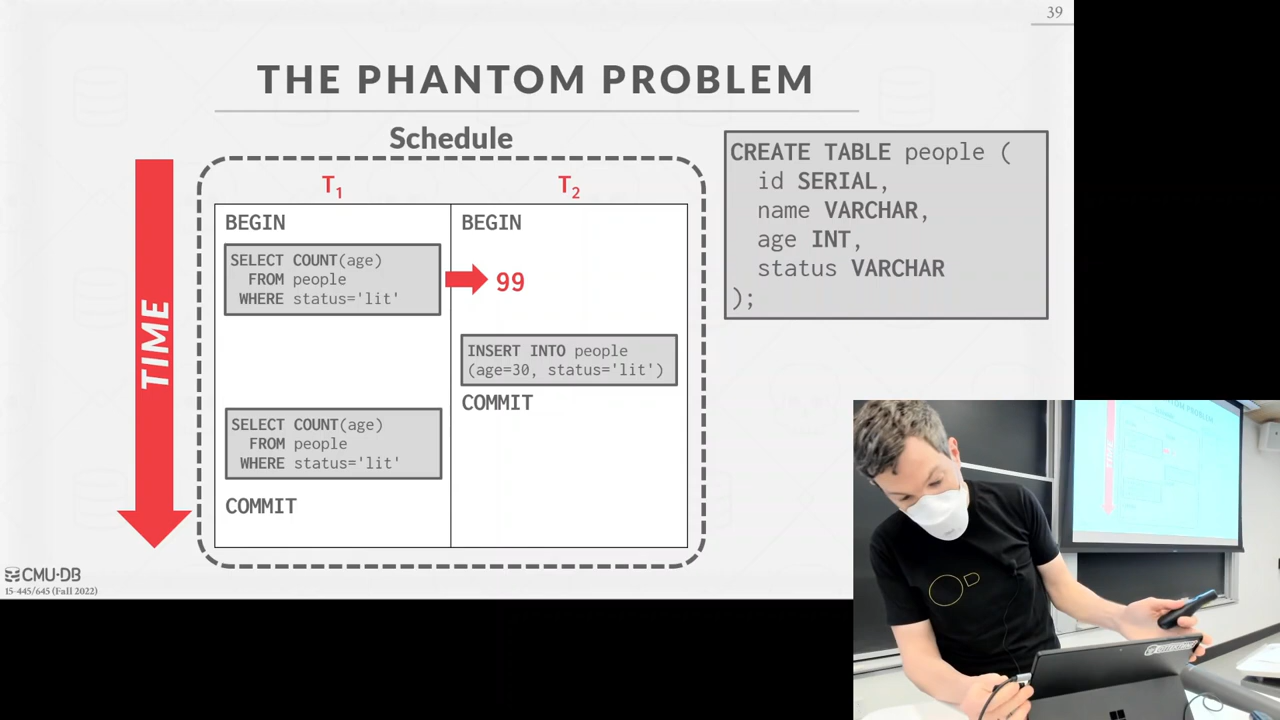 39
THE PHANTOM PROBLEM
Schedule
TIME
T1
T2
BEGIN
BEGIN
SELECT COUNT(age)
FROM people
WHERE status='lit'
99
INSERT INTO people
(age=30, status='lit')
COMMIT
SELECT COUNT(age)
FROM people
WHERE status='lit'
COMMIT
CREATE TABLE people (
id SERIAL,
name VARCHAR,
age INT,
status VARCHAR
);
CMU·DB
15-445/645 (Fall 2022)